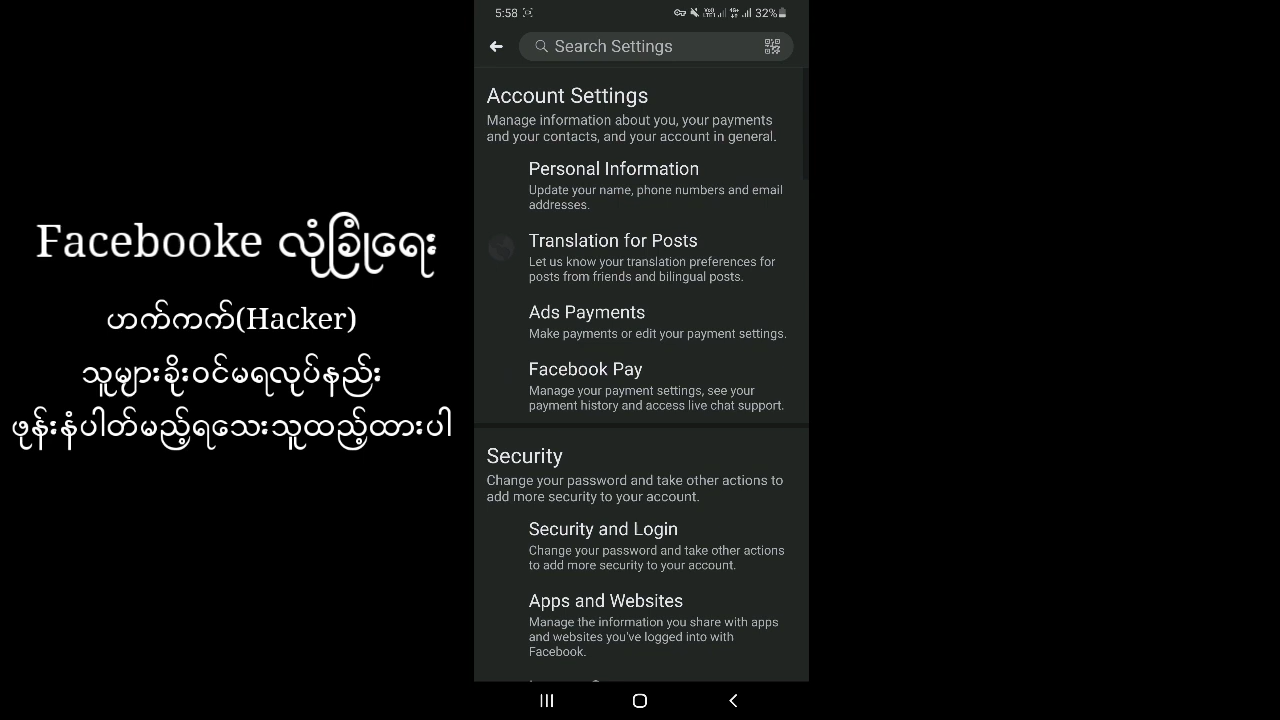 Facebooke လုံခြုံရေး
ဟက်ကက်(Hacker)
သူများခိုးဝင်မရလုပ်နည်း
ဖုန်းနံပါတ်မည့်ရသေးသူထည့်ထားပါ
5:58
32%
Search Settings
Account Settings
Manage information about you, your payments
and your contacts, and your account in general.
Personal Information
Update your name, phone numbers and email
addresses.
Translation for Posts
Let us know your translation preferences for
posts from friends and bilingual posts.
Ads Payments
Make payments or edit your payment settings.
Facebook Pay
Manage your payment settings, see your
payment history and access live chat support.
Security
Change your password and take other actions to
add more security to your account.
Security and Login
Change your password and take other actions
to add more security to your account.
Apps and Websites
Manage the information you share with apps
and websites you've logged into with
Facebook.